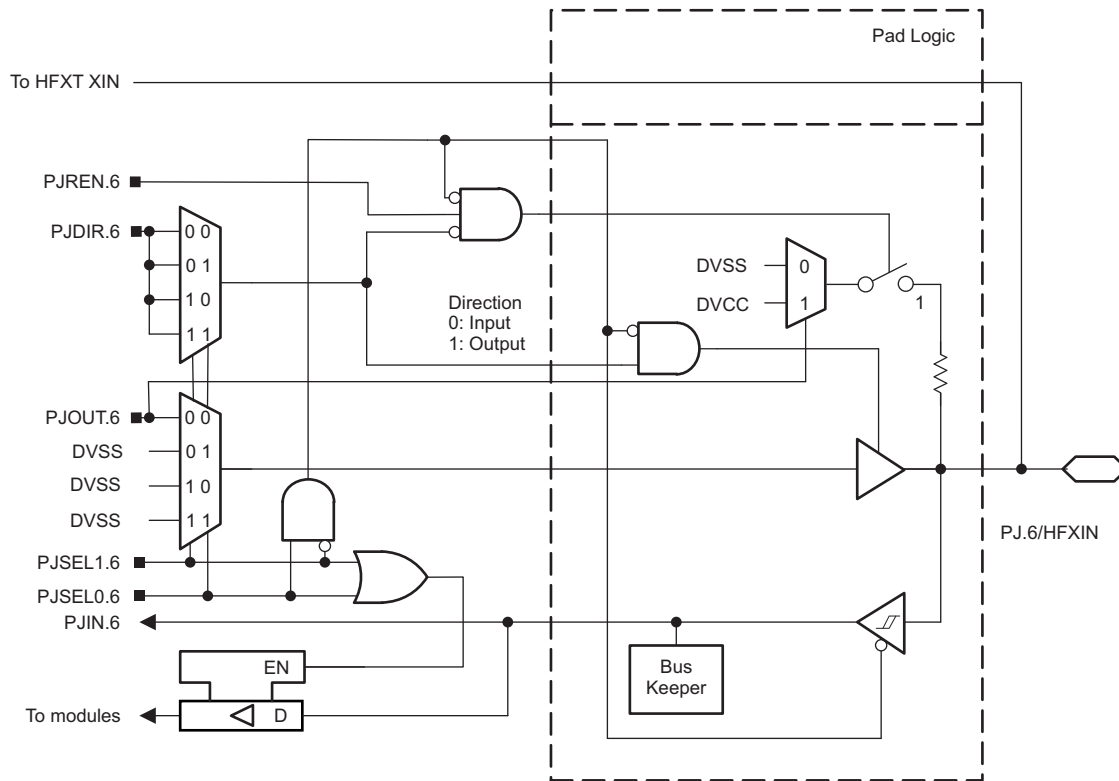 Pad Logic
To HFXT XIN
PJREN.6
PJDIR.6
0 0
0 1
1 0
1 1
Direction
0: Input
1: Output
DVSS
DVCC
0
1
1
PJOUT.6
DVSS
DVSS
DVSS
0 0
0 1
1 0
1 1
PJSEL1.6
PJSEL0.6
PJIN.6
PJ.6/HFXIN
EN
D
To modules
Bus
Keeper